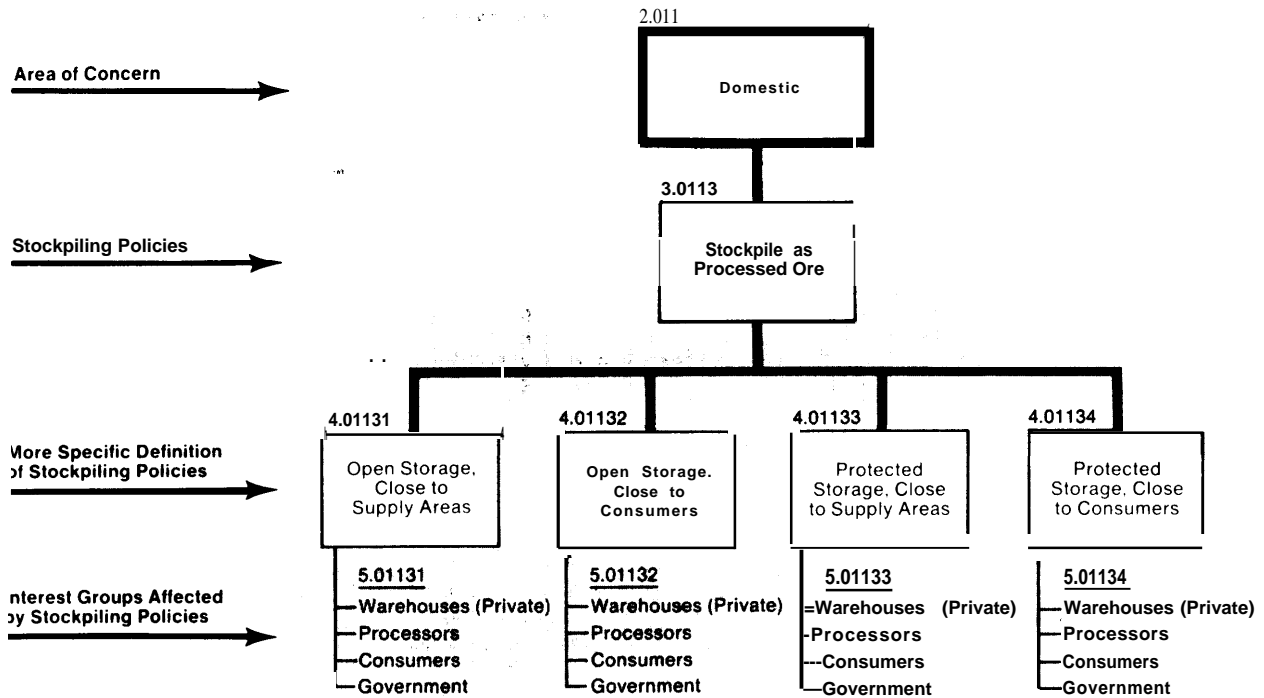 2.011
Area of Concern
Domestic
3.0113
Stockpiling Policies
Stockpile as
Processed Ore
4.01131
4.01132
4.01133
4.01134
More Specific Definition
of Stockpiling Policies
Open Storage,
Close to
Supply Areas
Open Storage.
Close to
Consumers
Protected
Storage, Close
to Supply Areas
Protected
Storage, Close
to Consumers
Interest Groups Affected
by Stockpiling Policies
5.01131
Warehouses (Private)
Processors
Consumers
Government
5.01132
Warehouses (Private)
Processors
Consumers
Government
5.01133
=Warehouses (Private)
-Processors
---Consumers
—Government
5.01134
Warehouses (Private)
Processors
Consumers
Government